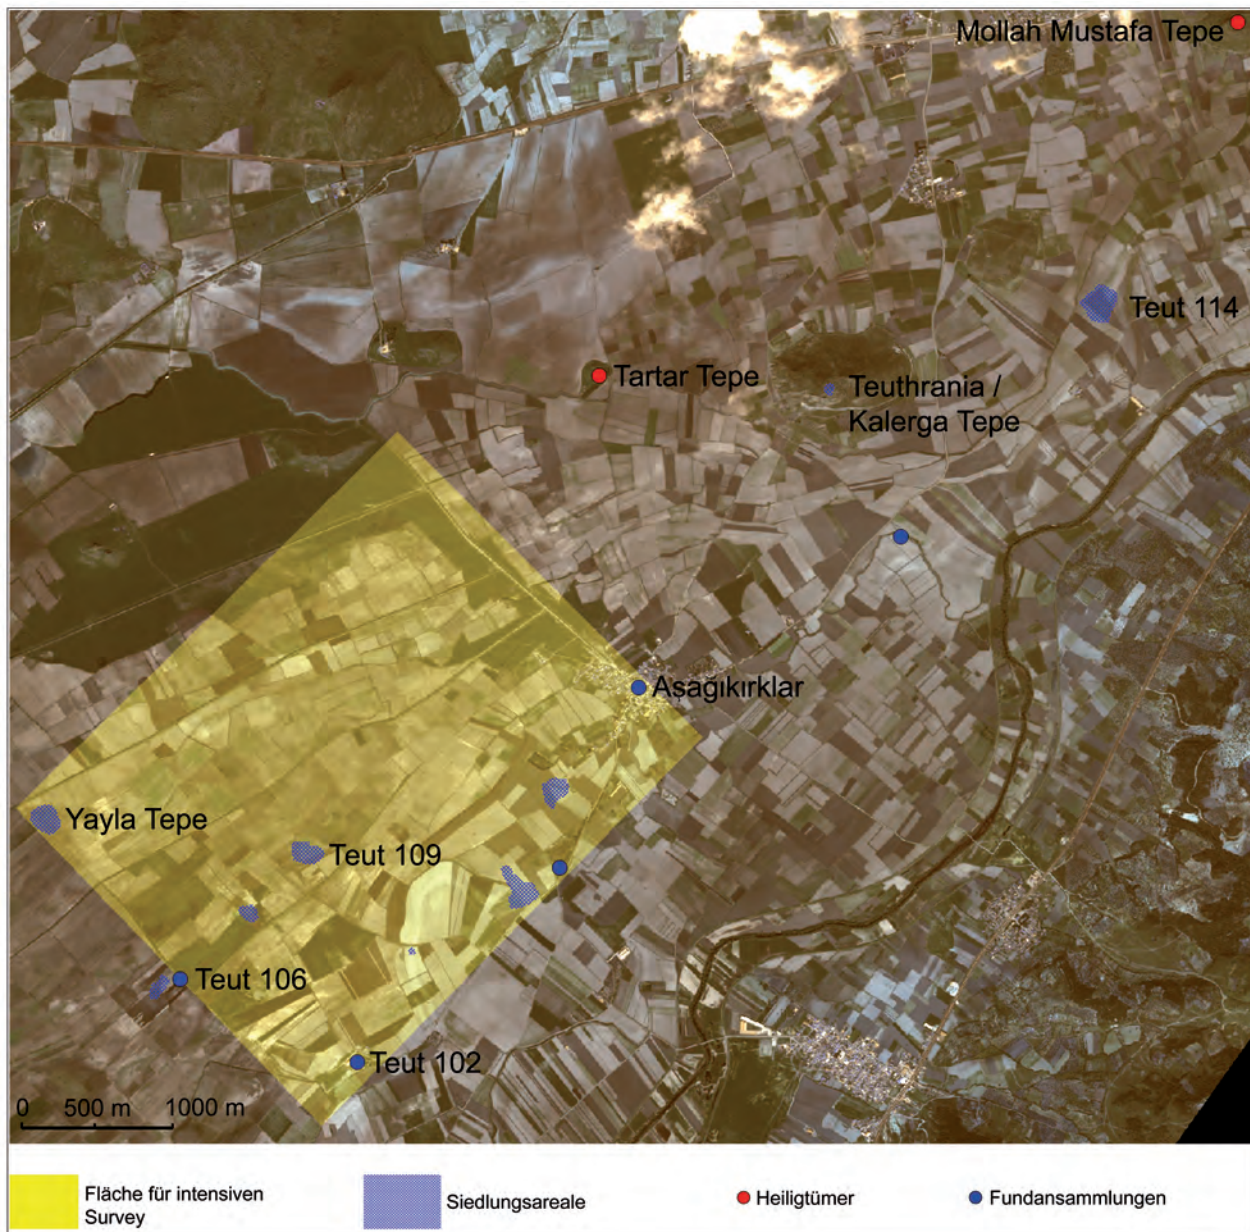 Mollah Mustafa Tepe
Teut 114
Tartar Tepe
Teuthrania /
Kalerga Tepe
Asağıkırklar
Yayla Tepe
Teut 109
Teut 106
Teut 102
0 500 m 1000 m
Fläche für intensiven
Survey
Siedlungsareale
Heiligtümer
Fundansammlungen